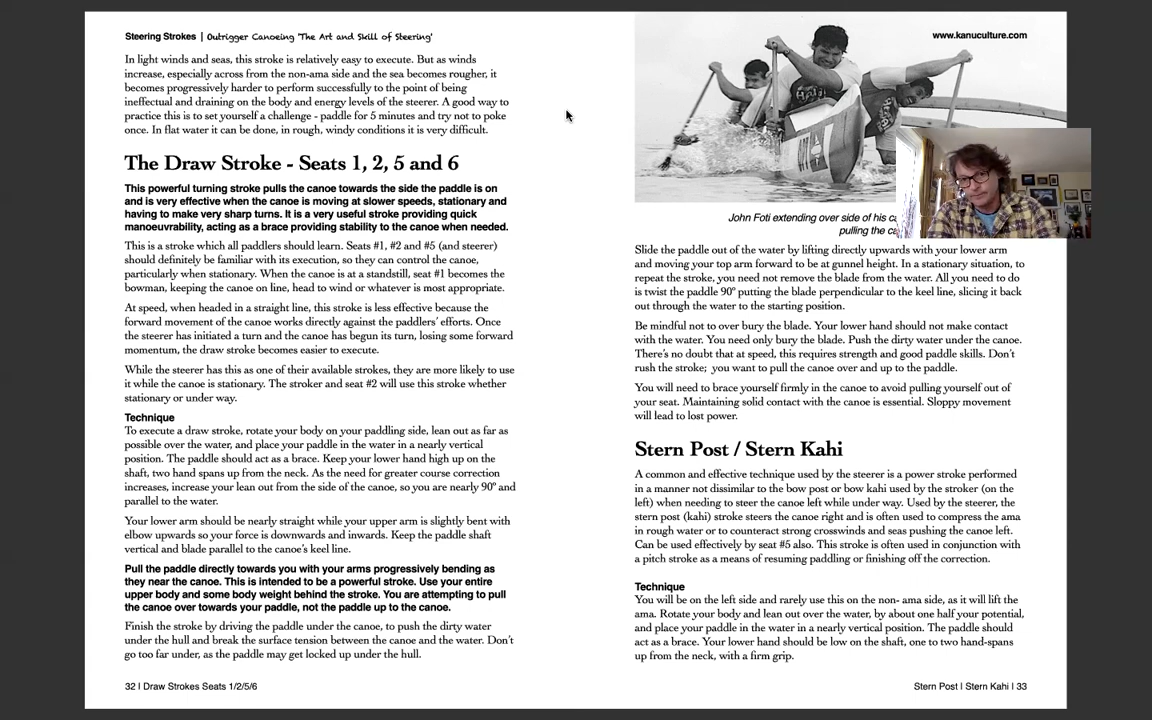 Steering Strokes | Outrigger Canoeing 'The Art and Skill of Steering'
In light winds and seas, this stroke is relatively easy to execute. But as winds
increase, especially across from the non-ama side and the sea becomes rougher, it
becomes progressively harder to perform successfully to the point of being
ineffectual and draining on the body and energy levels of the steerer. A good way to
practice this is to set yourself a challenge - paddle for 5 minutes and try not to poke
once. In flat water it can be done, in rough, windy conditions it is very difficult.
The Draw Stroke - Seats 1, 2, 5 and 6
This powerful turning stroke pulls the canoe towards the side the paddle is on
and is very effective when the canoe is moving at slower speeds, stationary and
having to make very sharp turns. It is a very useful stroke providing quick
manoeuvrability, acting as a brace providing stability to the canoe when needed.
This is a stroke which all paddlers should learn. Seats #1, #2 and #5 (and steerer)
should definitely be familiar with its execution, so they can control the canoe,
particularly when stationary. When the canoe is at a standstill, seat #1 becomes the
bowman, keeping the canoe on line, head to wind or whatever is most appropriate.
At speed, when headed in a straight line, this stroke is less effective because the
forward movement of the canoe works directly against the paddlers' efforts. Once
the steerer has initiated a turn and the canoe has begun its turn, losing some forward
momentum, the draw stroke becomes easier to execute.
While the steerer has this as one of their available strokes, they are more likely to use
it while the canoe is stationary. The stroker and seat #2 will use this stroke whether
stationary or under way.
Technique
To execute a draw stroke, rotate your body on your paddling side, lean out as far as
possible over the water, and place your paddle in the water in a nearly vertical
position. The paddle should act as a brace. Keep your lower hand high up on the
shaft, two hand spans up from the neck. As the need for greater course correction
increases, increase your lean out from the side of the canoe, so you are nearly 90º and
parallel to the water.
Your lower arm should be nearly straight while your upper arm is slightly bent with
elbow upwards so your force is downwards and inwards. Keep the paddle shaft
vertical and blade parallel to the canoe's keel line.
Pull the paddle directly towards you with your arms progressively bending as
they near the canoe. This is intended to be a powerful stroke. Use your entire
upper body and some body weight behind the stroke. You are attempting to pull
the canoe over towards your paddle, not the paddle up to the canoe.
Finish the stroke by driving the paddle under the canoe, to push the dirty water
under the hull and break the surface tension between the canoe and the water. Don't
go too far under, as the paddle may get locked up under the hull.
32 | Draw Strokes Seats 1/2/5/6
www.kanuculture.com
John Foti extending over side of his
pulling the
Slide the paddle out of the water by lifting directly upwards with your lower arm
and moving your top arm forward to be at gunnel height. In a stationary situation, to
repeat the stroke, you need not remove the blade from the water. All you need to do
is twist the paddle 90º putting the blade perpendicular to the keel line, slicing it back
out through the water to the starting position.
Be mindful not to over bury the blade. Your lower hand should not make contact
with the water. You need only bury the blade. Push the dirty water under the canoe.
There's no doubt that at speed, this requires strength and good paddle skills. Don't
rush the stroke; you want to pull the canoe over and up to the paddle.
You will need to brace yourself firmly in the canoe to avoid pulling yourself out of
your seat. Maintaining solid contact with the canoe is essential. Sloppy movement
will lead to lost power.
Stern Post / Stern Kahi
A common and effective technique used by the steerer is a power stroke performed
in a manner not dissimilar to the bow post or bow kahi used by the stroker (on the
left) when needing to steer the canoe left while under way. Used by the steerer, the
stern post (kahi) stroke steers the canoe right and is often used to compress the ama
in rough water or to counteract strong crosswinds and seas pushing the canoe left.
Can be used effectively by seat #5 also. This stroke is often used in conjunction with
a pitch stroke as a means of resuming paddling or finishing off the correction.
Technique
You will be on the left side and rarely use this on the non- ama side, as it will lift the
ama. Rotate your body and lean out over the water, by about one half your potential,
and place your paddle in the water in a nearly vertical position. The paddle should
act as a brace. Your lower hand should be low on the shaft, one to two hand-spans
up from the neck, with a firm grip.
Stern Post | Stern Kahi | 33